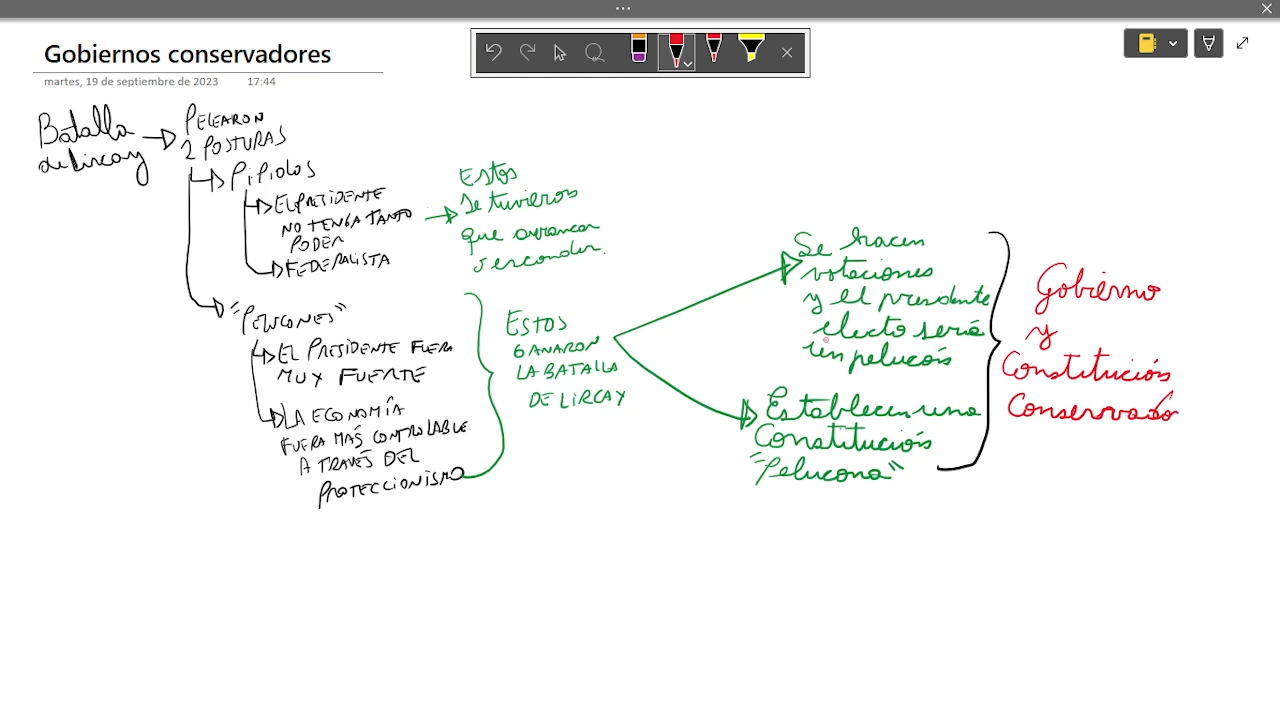 Gobiernos conservadores
martes, 19 de septiembre de 2023 17:44
Batalla
de Lircay
PELEARON
2 POSTURAS
PIPIOLOS
EL PRESIDENTE
NO TENGA TANTO
PODER
FEDERALISTA
Estos
se tuvieron
que arrancar
y esconder.
"PELUCONES"
EL PRESIDENTE FUERA
MUY FUERTE
LA ECONOMÍA
FUERA MÁS CONTROLABLE
A TRAVÉS DEL
PROTECCIONISMO
ESTOS
GANARON
LA BATALLA
DE LIRCAY
Se hacen
votaciones
y el presidente
electo sería
un pelucón
Establecen una
Constitución
"Pelucona"
Gobierno
y
Constitución
Conservador